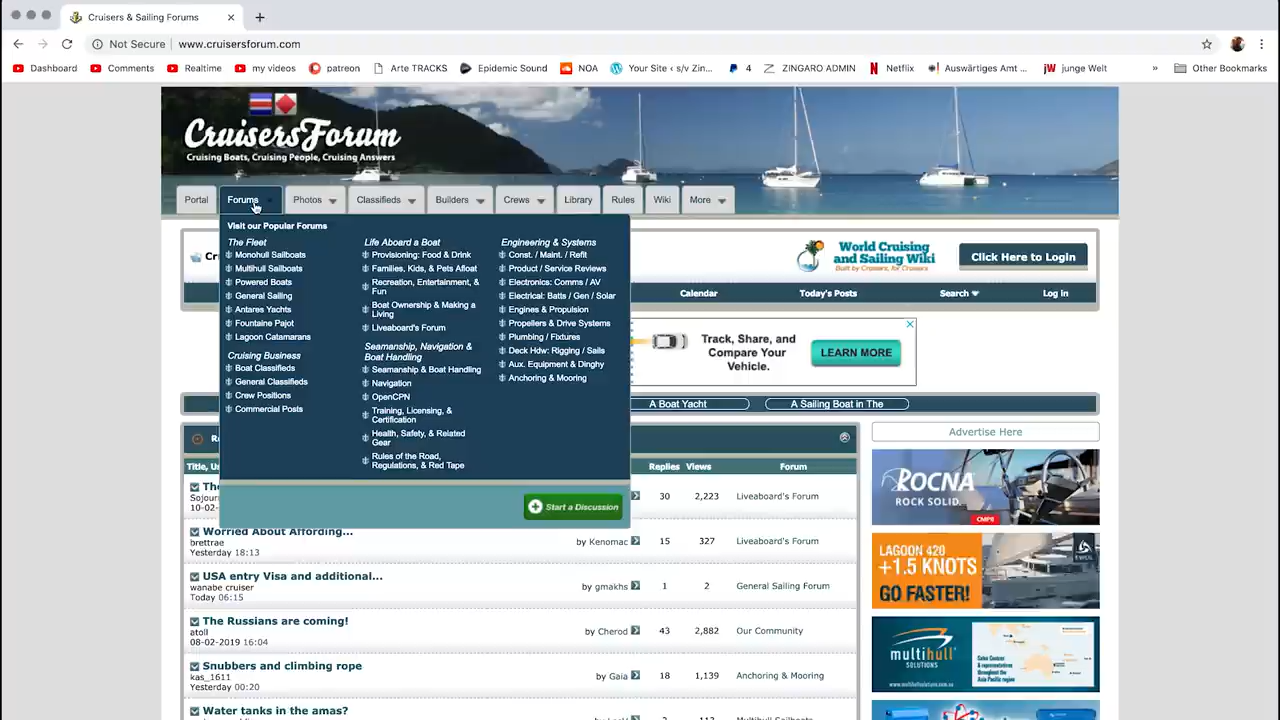 Cruisers & Sailing Forums
Not Secure www.cruisersforum.com
Dashboard Comments Realtime my videos patreon Arte TRACKS Epidemic Sound NOA Your Site ‹ s/v Zin... 4 ZINGARO ADMIN Netflix Auswärtiges Amt ... junge Welt » Other Bookmarks
CruisersForum
Cruising Boats, Cruising People, Cruising Answers
Portal Forums Photos Classifieds Builders Crews Library Rules Wiki More
Visit our Popular Forums
The Fleet
Monohull Sailboats
Multihull Sailboats
Powered Boats
General Sailing
Antares Yachts
Fountaine Pajot
Lagoon Catamarans
Cruising Business
Boat Classifieds
General Classifieds
Crew Positions
Commercial Posts
Life Aboard a Boat
Provisioning: Food & Drink
Families, Kids, & Pets Afloat
Recreation, Entertainment, &
Fun
Boat Ownership & Making a
Living
Liveaboard's Forum
Seamanship, Navigation &
Boat Handling
Seamanship & Boat Handling
Navigation
OpenCPN
Training, Licensing, &
Certification
Health, Safety, & Related
Gear
Rules of the Road,
Regulations, & Red Tape
Engineering & Systems
Const. / Maint. / Refit
Product / Service Reviews
Electronics: Comms / AV
Electrical: Batts / Gen / Solar
Engines & Propulsion
Propellers & Drive Systems
Plumbing / Fixtures
Deck Hdw: Rigging / Sails
Aux. Equipment & Dinghy
Anchoring & Mooring
Start a Discussion
World Cruising
and Sailing Wiki
Built by Cruisers, for Cruisers
Click Here to Login
Calendar Today's Posts Search Log In
Track, Share, and
Compare Your
Vehicle.
LEARN MORE
A Boat Yacht A Sailing Boat in The
Advertise Here
Title, Replies Views Forum
30 2,223 Liveaboard's Forum
Worried About Affording...
brettrae
Yesterday 18:13
by Kenomac 15 327 Liveaboard's Forum
USA entry Visa and additional...
wanabe cruiser
Today 06:15
by gmakhs 1 2 General Sailing Forum
The Russians are coming!
atoll
08-02-2019 16:04
by Cherod 43 2,882 Our Community
Snubbers and climbing rope
kas_1611
Yesterday 00:20
by Gaia 18 1,139 Anchoring & Mooring
Water tanks in the amas?
ROCNA
ROCK SOLID.
CMP
LAGOON 420
+1.5 KNOTS
GO FASTER!
multihull
SOLUTIONS
www.multihullsolutions.com